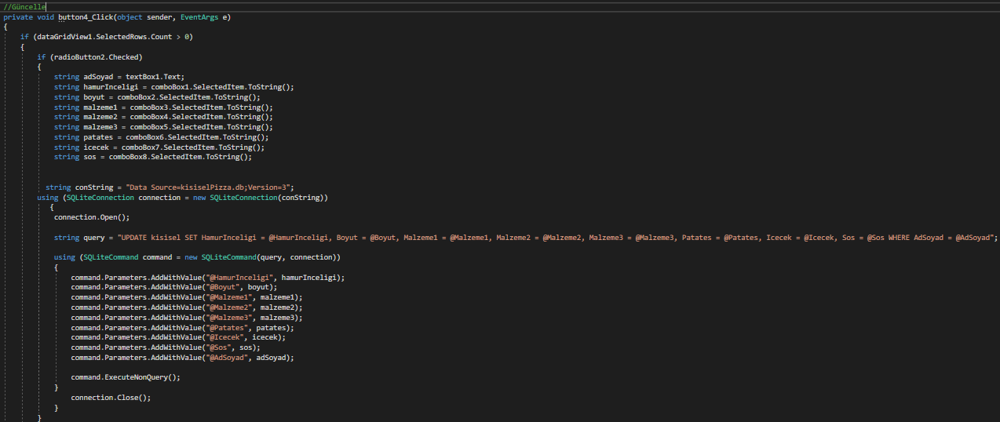 //Güncelle
private void button4_Click(object sender, EventArgs e)
{
if (dataGridView1.SelectedRows.Count > 0)
{
if (radioButton2.Checked)
{
string adSoyad = textBox1.Text;
string hamurInceligi = comboBox1.SelectedItem.ToString();
string boyut = comboBox2.SelectedItem.ToString();
string malzeme1 = comboBox3.SelectedItem.ToString();
string malzeme2 = comboBox4.SelectedItem.ToString();
string malzeme3 = comboBox5.SelectedItem.ToString();
string patates = comboBox6.SelectedItem.ToString();
string icecek = comboBox7.SelectedItem.ToString();
string sos = comboBox8.SelectedItem.ToString();
string conString = "Data Source=kisiselPizza.db;Version=3";
using (SQLiteConnection connection = new SQLiteConnection(conString))
{
connection.Open();
string query = "UPDATE kisisel SET HamurInceligi = @HamurInceligi, Boyut = @Boyut, Malzeme1 = @Malzeme1, Malzeme2 = @Malzeme2, Malzeme3 = @Malzeme3, Patates = @Patates, Icecek = @Icecek, Sos = @Sos WHERE AdSoyad = @AdSoyad";
using (SQLiteCommand command = new SQLiteCommand(query, connection))
{
command.Parameters.AddWithValue("@HamurInceligi", hamurInceligi);
command.Parameters.AddWithValue("@Boyut", boyut);
command.Parameters.AddWithValue("@Malzeme1", malzeme1);
command.Parameters.AddWithValue("@Malzeme2", malzeme2);
command.Parameters.AddWithValue("@Malzeme3", malzeme3);
command.Parameters.AddWithValue("@Patates", patates);
command.Parameters.AddWithValue("@Icecek", icecek);
command.Parameters.AddWithValue("@Sos", sos);
command.Parameters.AddWithValue("@AdSoyad", adSoyad);
command.ExecuteNonQuery();
}
connection.Close();
}
}